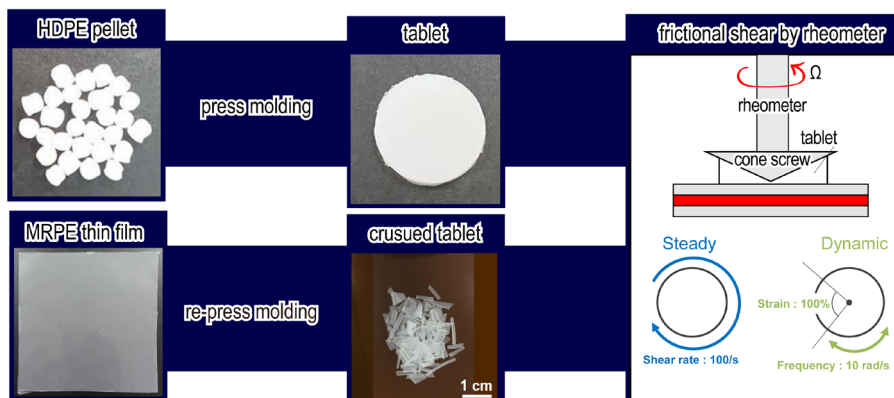 HDPE pellet
press molding
tablet
frictional shear by rheometer
Ω
rheometer
tablet
cone screw
MRPE thin film
re-press molding
crusued tablet
1 cm
Steady
Shear rate : 100/s
Dynamic
Strain : 100%
Frequency : 10 rad/s